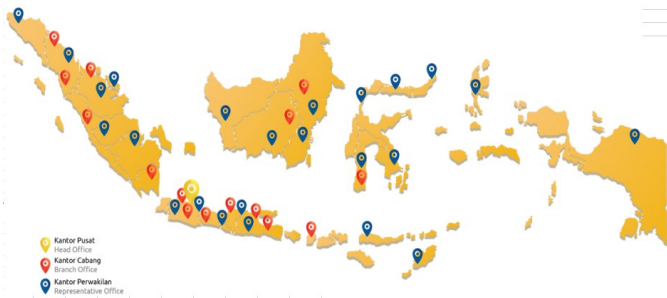 Kantor Pusat
Head Office
Kantor Cabang
Branch Office
Kantor Perwakilan
Representative Office